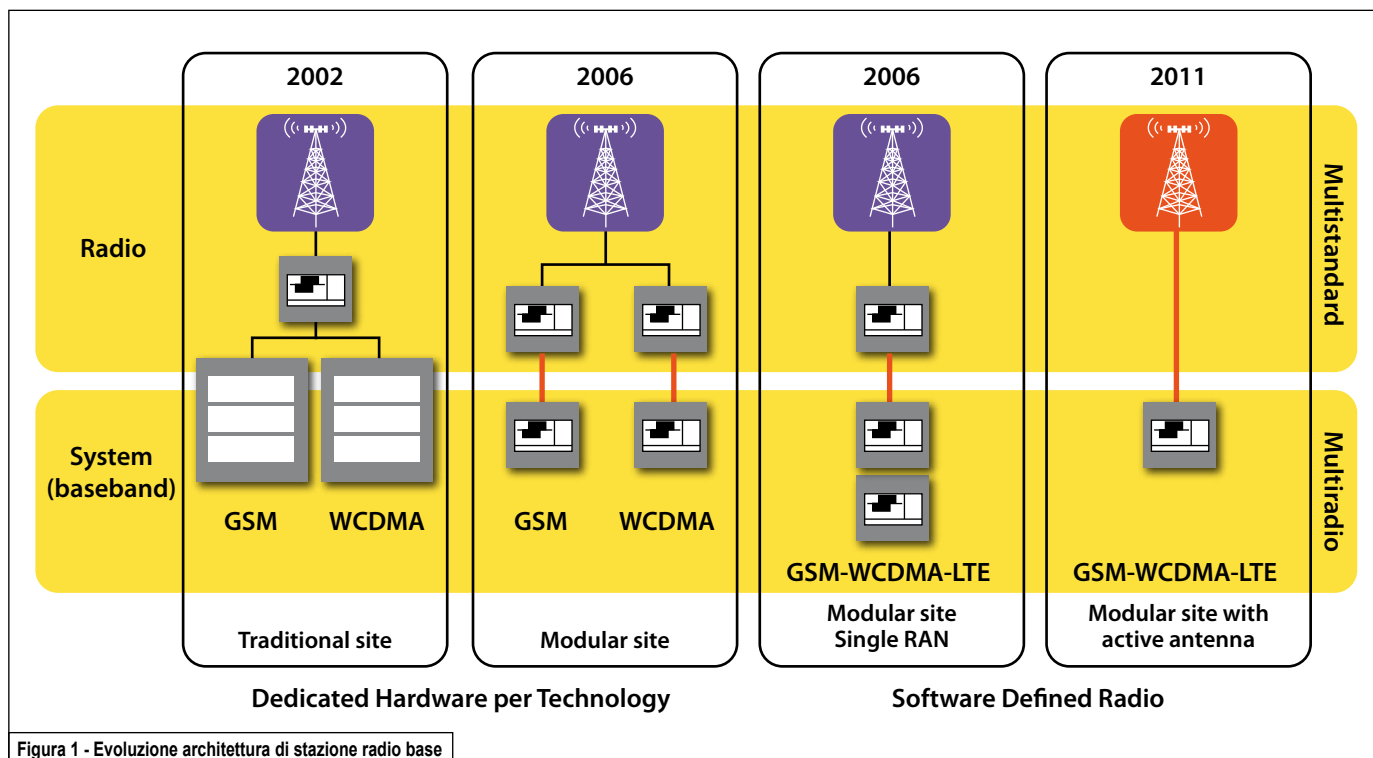 2002
2006
2006
2011
Radio
Multistandard
System
(baseband)
GSM
WCDMA
GSM
WCDMA
GSM-WCDMA-LTE
GSM-WCDMA-LTE
Multiradio
Traditional site
Modular site
Modular site
Single RAN
Modular site with
active antenna
Dedicated Hardware per Technology
Software Defined Radio
Figura 1 - Evoluzione architettura di stazione radio base